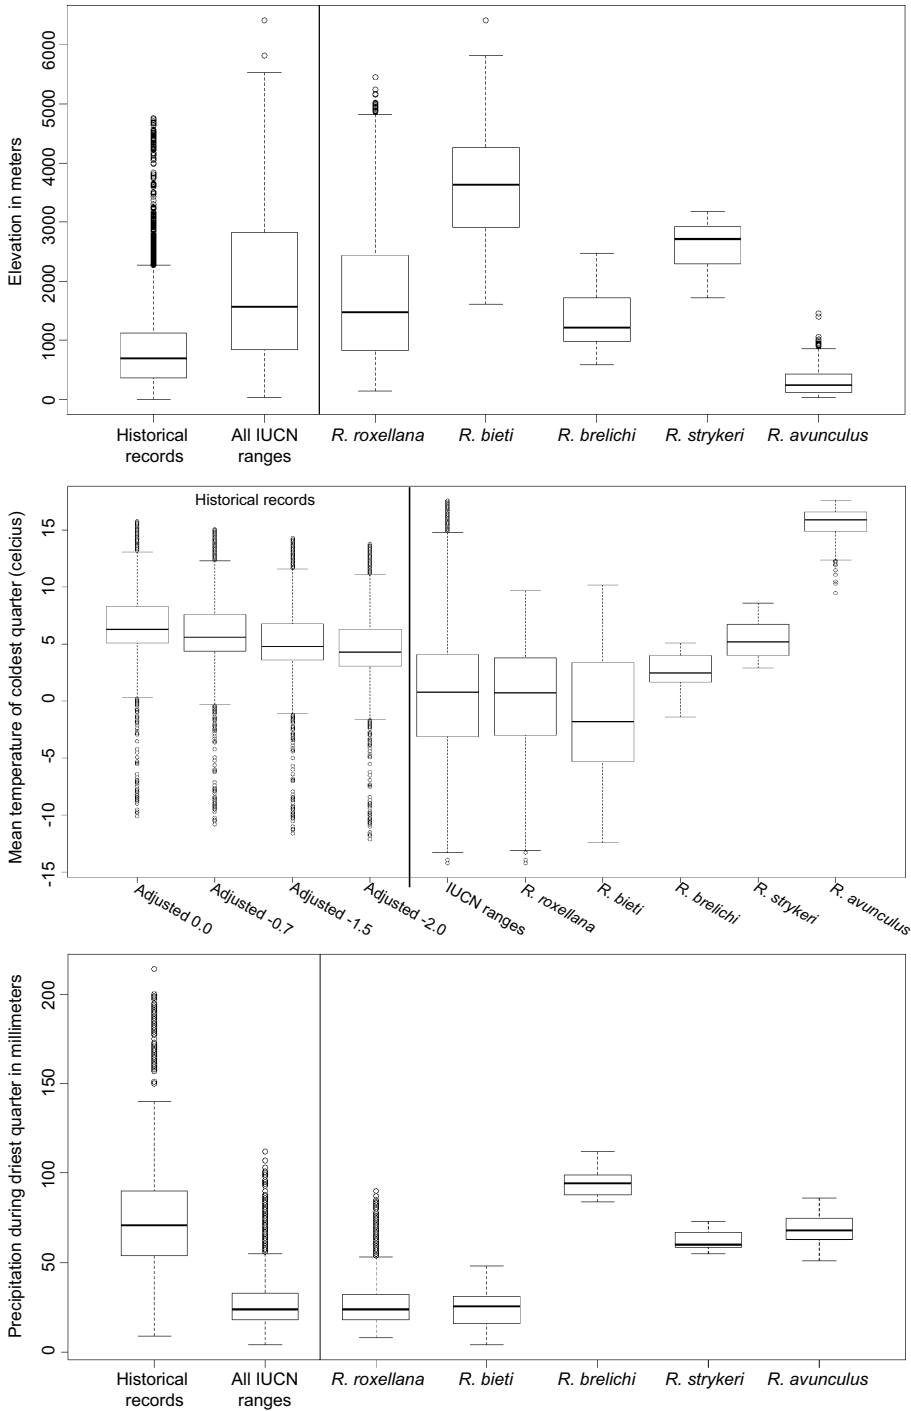 Elevation in meters
6000
5000
4000
3000
2000
1000
0
Historical records
All IUCN ranges
R. roxellana
R. bieti
R. brelichi
R. strykeri
R. avunculus
Mean temperature of coldest quarter (celcius)
Historical records
15
10
5
0
-5
-10
-15
Adjusted 0.0
Adjusted -0.7
Adjusted -1.5
Adjusted -2.0
IUCN ranges
R. roxellana
R. bieti
R. brelichi
R. strykeri
R. avunculus
Precipitation during driest quarter in millimeters
200
150
100
50
0
Historical records
All IUCN ranges
R. roxellana
R. bieti
R. brelichi
R. strykeri
R. avunculus